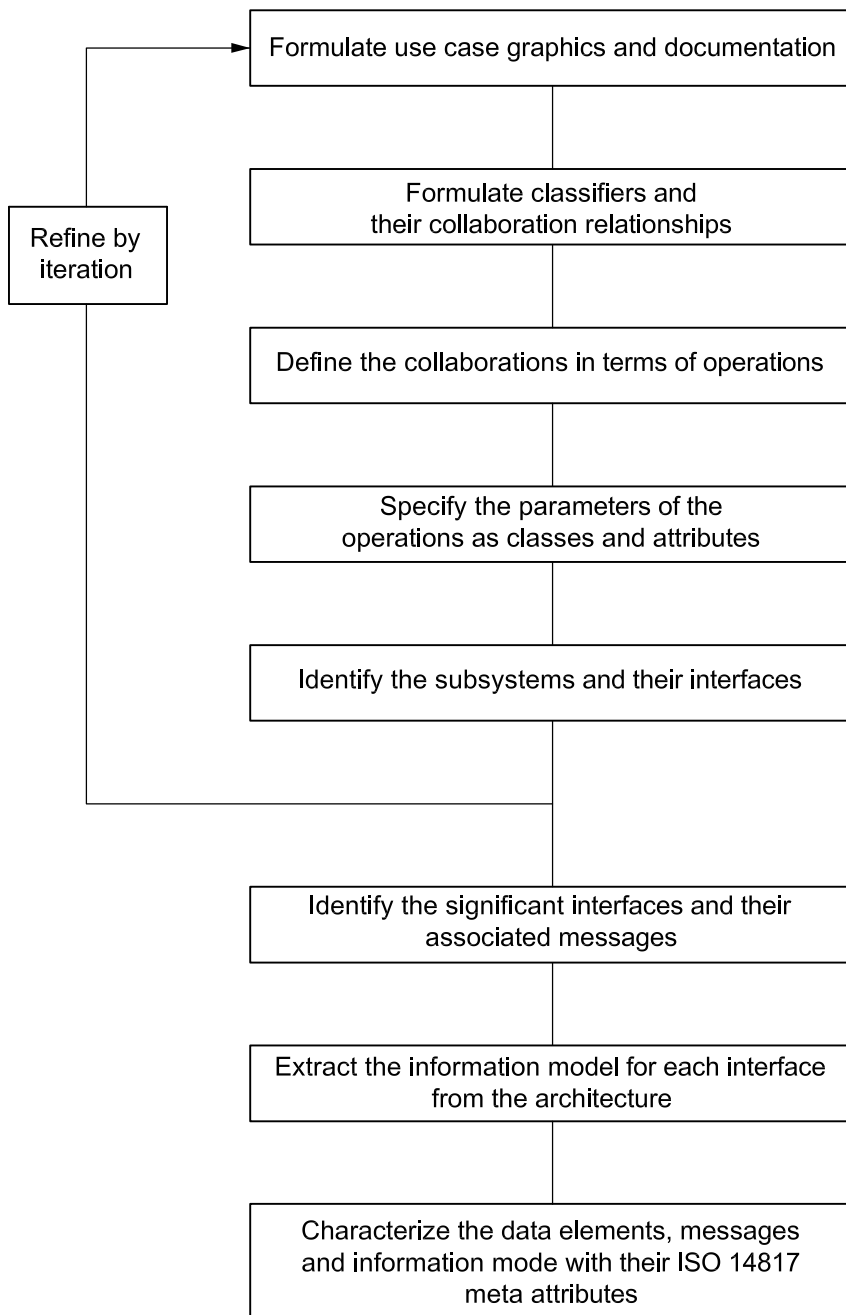 Formulate use case graphics and documentation
Formulate classifiers and
their collaboration relationships
Refine by
iteration
Define the collaborations in terms of operations
Specify the parameters of the
operations as classes and attributes
Identify the subsystems and their interfaces
Identify the significant interfaces and their
associated messages
Extract the information model for each interface
from the architecture
Characterize the data elements, messages
and information mode with their ISO 14817
meta attributes